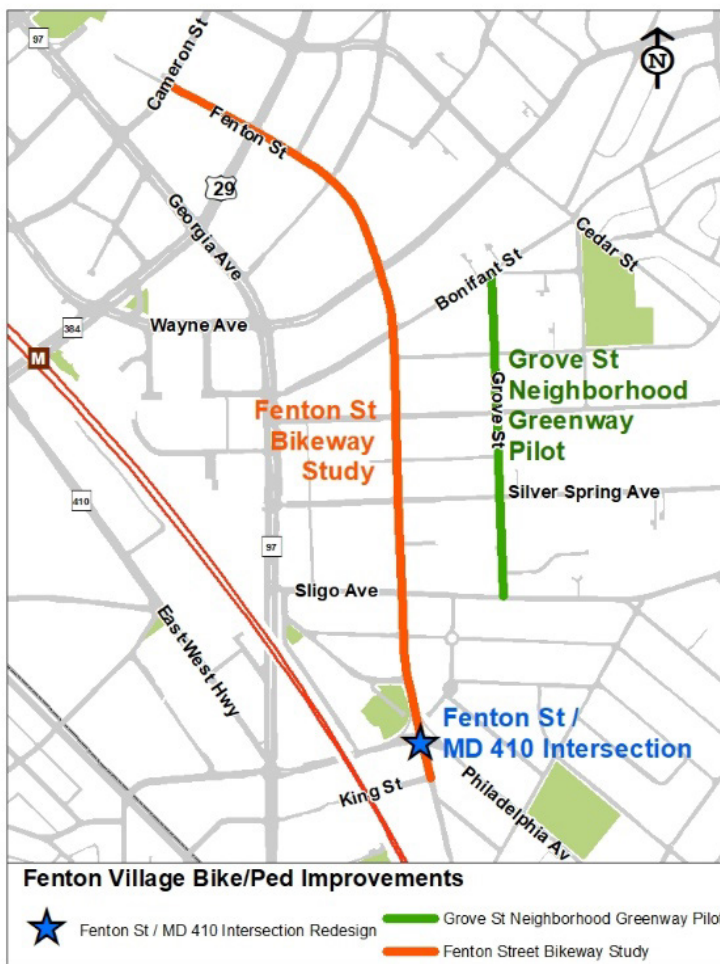 97
Cameron St
N
Fenton St
29
Georgia Ave
Cedar St
Bonifant St
384
Wayne Ave
M
Grove St
Neighborhood
Greenway
Pilot
Grove St
Fenton St
Bikeway
Study
410
Silver Spring Ave
97
Sligo Ave
East-West Hwy
Fenton St /
MD 410 Intersection
King St
Philadelphia Av
Fenton Village Bike/Ped Improvements
Fenton St / MD 410 Intersection Redesign
Grove St Neighborhood Greenway Pilot
Fenton Street Bikeway Study